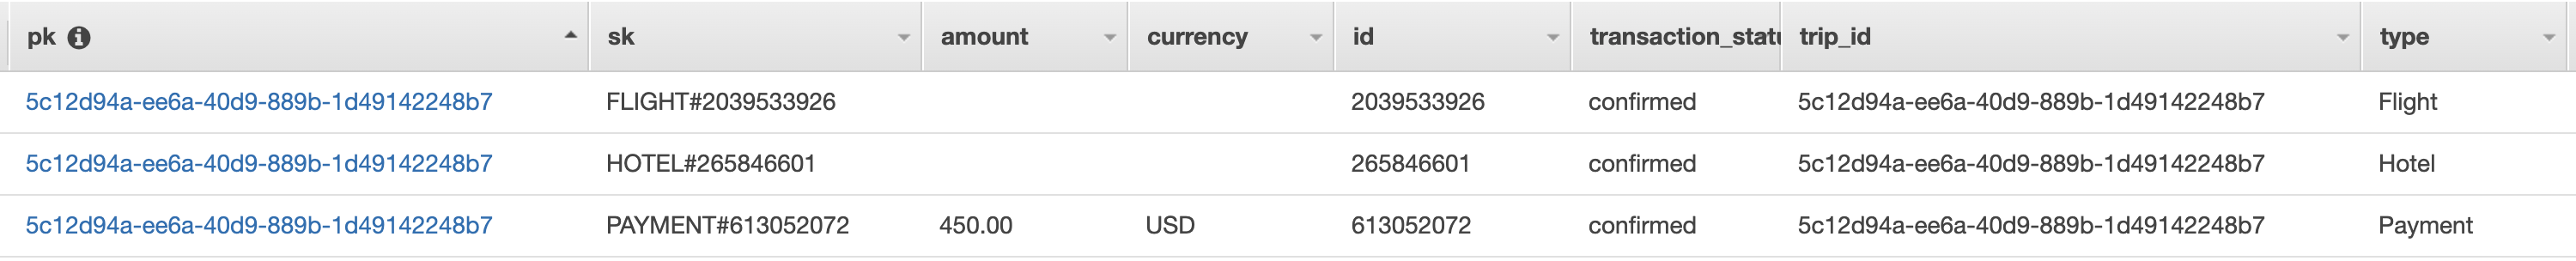 pk sk amount currency id transaction_statu trip_id type
5c12d94a-ee6a-40d9-889b-1d49142248b7 FLIGHT#2039533926 2039533926 confirmed 5c12d94a-ee6a-40d9-889b-1d49142248b7 Flight
5c12d94a-ee6a-40d9-889b-1d49142248b7 HOTEL#265846601 265846601 confirmed 5c12d94a-ee6a-40d9-889b-1d49142248b7 Hotel
5c12d94a-ee6a-40d9-889b-1d49142248b7 PAYMENT#613052072 450.00 USD 613052072 confirmed 5c12d94a-ee6a-40d9-889b-1d49142248b7 Payment